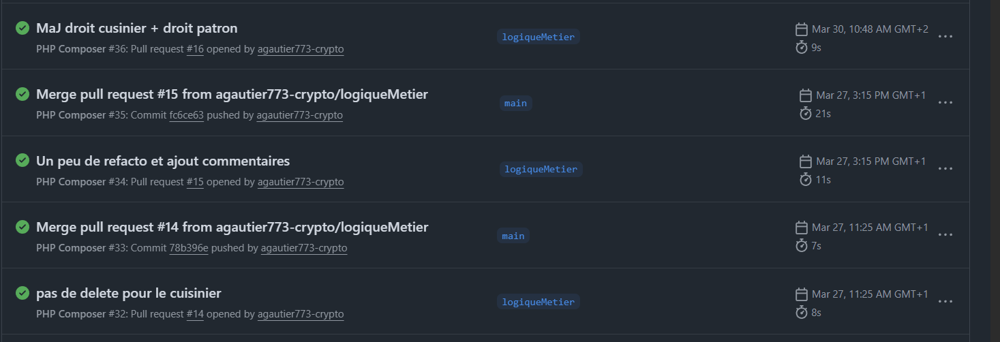 MaJ droit cusinier + droit patron
logiqueMetier
Mar 30, 10:48 AM GMT+2
PHP Composer #36: Pull request #16 opened by agautier773-crypto
9s
Merge pull request #15 from agautier773-crypto/logiqueMetier
main
Mar 27, 3:15 PM GMT+1
PHP Composer #35: Commit fc6ce63 pushed by agautier773-crypto
21s
Un peu de refacto et ajout commentaires
logiqueMetier
Mar 27, 3:15 PM GMT+1
PHP Composer #34: Pull request #15 opened by agautier773-crypto
11s
Merge pull request #14 from agautier773-crypto/logiqueMetier
main
Mar 27, 11:25 AM GMT+1
PHP Composer #33: Commit 78b396e pushed by agautier773-crypto
7s
pas de delete pour le cuisinier
logiqueMetier
Mar 27, 11:25 AM GMT+1
PHP Composer #32: Pull request #14 opened by agautier773-crypto
8s